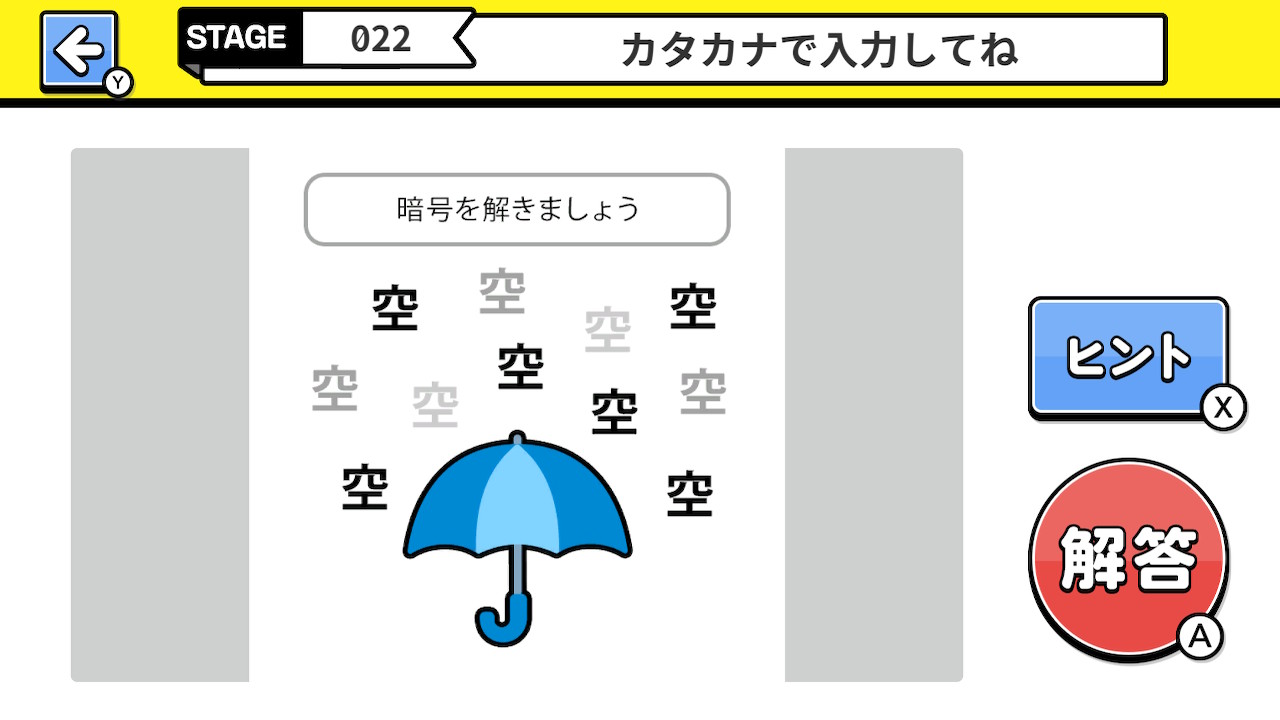 STAGE 022 カタカナで入力してね
Y
暗号を解きましょう
空 空 空 空
空 空 空 空 空
空 空
ヒント
X
解答
A